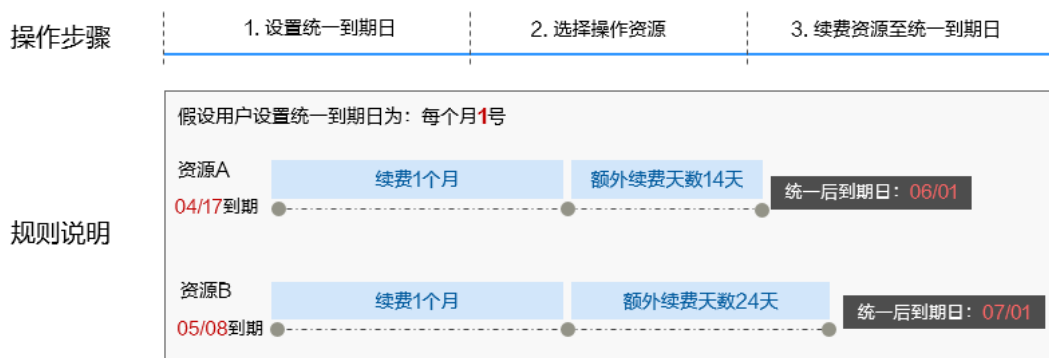 操作步骤
1. 设置统一到期日
2. 选择操作资源
3. 续费资源至统一到期日
规则说明
假设用户设置统一到期日为：每个月1号
资源A
04/17到期
续费1个月
额外续费天数14天
统一后到期日：06/01
资源B
05/08到期
续费1个月
额外续费天数24天
统一后到期日：07/01